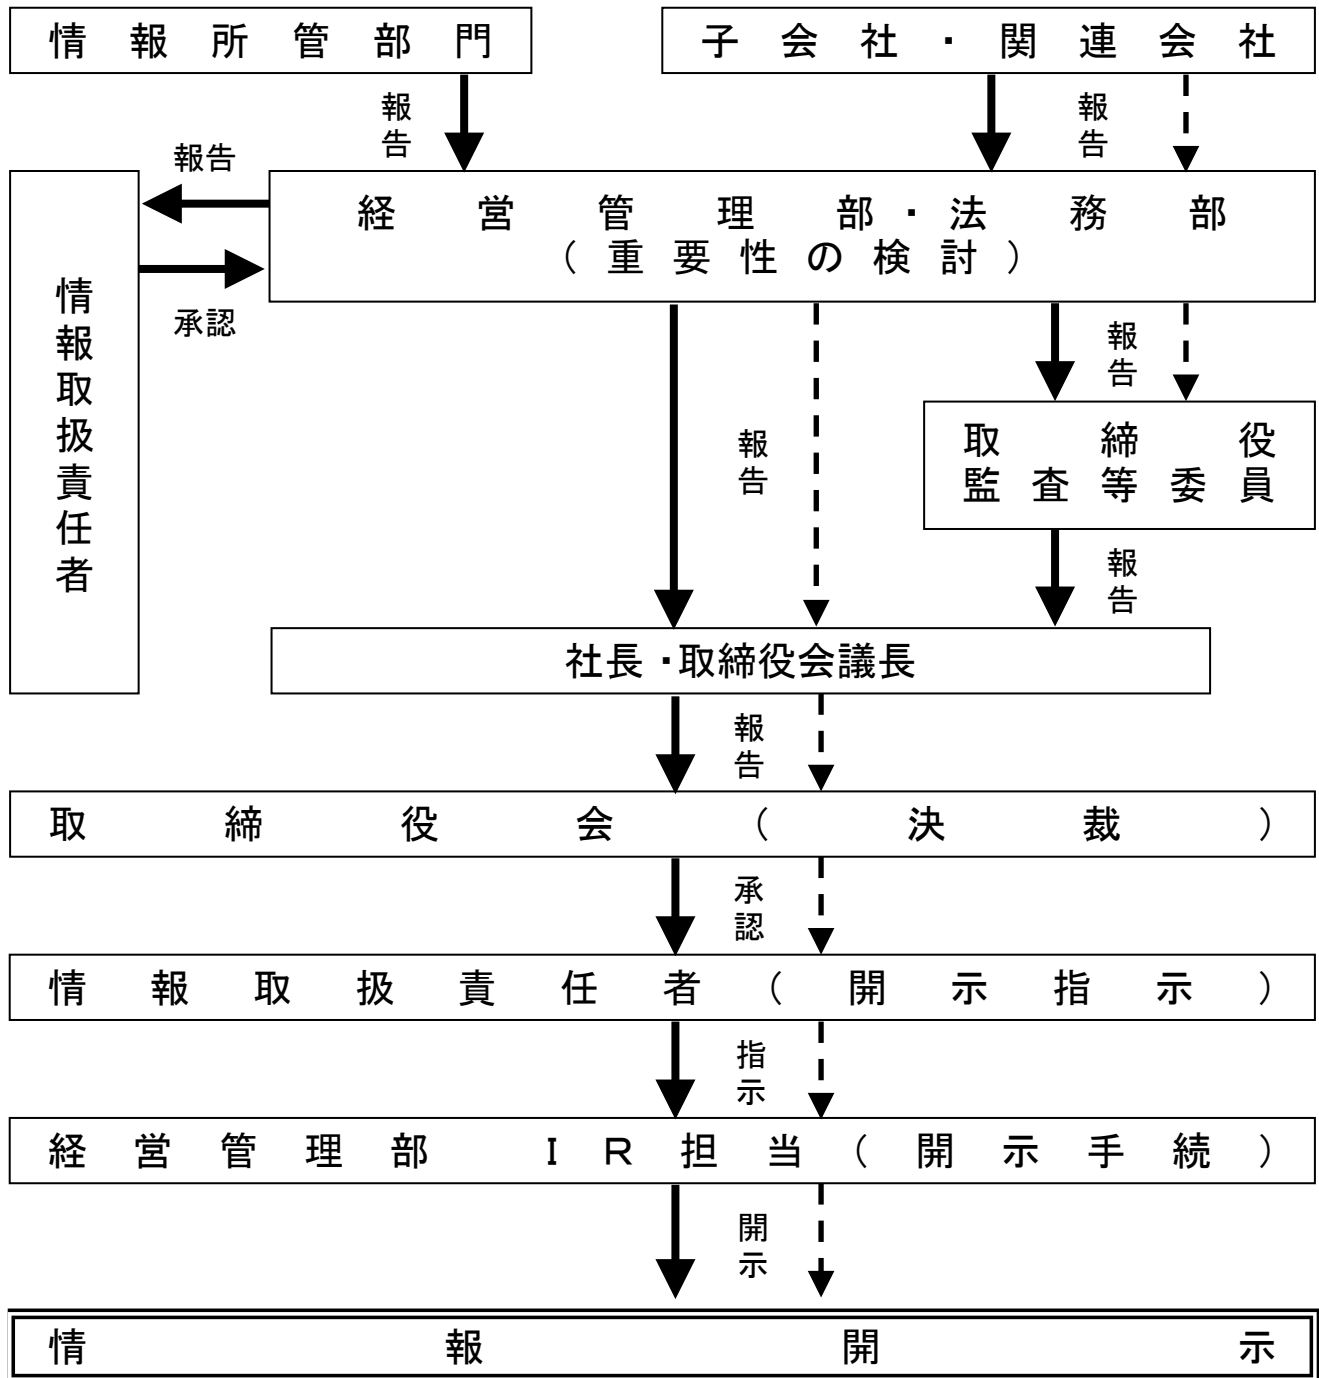 情報所管部門
子会社・関連会社
報告
報告
報告
経営管理部・法務部
（重要性の検討）
承認
情報取扱責任者
報告
報告
取締役
監査等委員
報告
社長・取締役会議長
報告
取締役会（決裁）
承認
情報取扱責任者（開示指示）
指示
経営管理部 ＩＲ担当（開示手続）
開示
情報開示